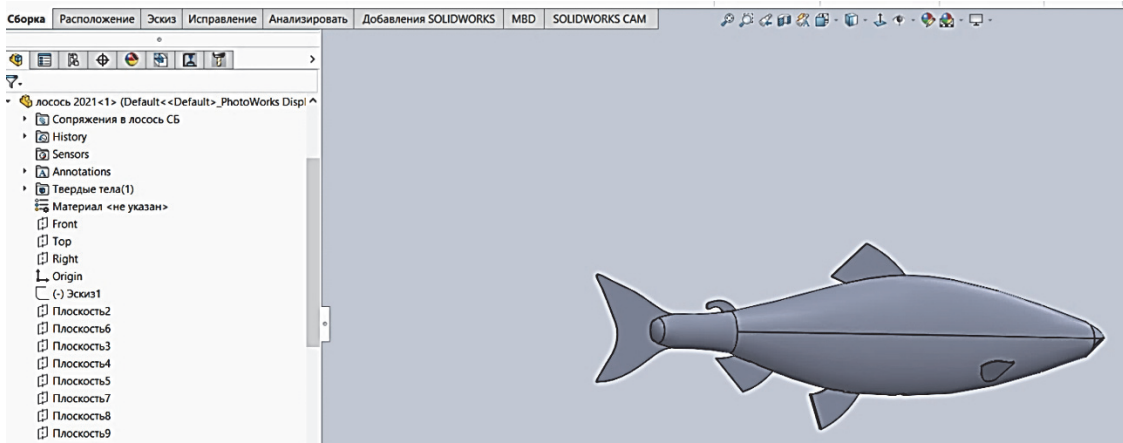 Сборка Расположение Эскиз Исправление Анализировать Добавления SOLIDWORKS MBD SOLIDWORKS CAM
лосось 2021<1> (Default<<Default>_PhotoWorks Displ
Сопряжения в лосось СБ
History
Sensors
Annotations
Твердые тела(1)
Материал <не указан>
Front
Top
Right
Origin
(-) Эскиз1
Плоскость2
Плоскость6
Плоскость3
Плоскость4
Плоскость5
Плоскость7
Плоскость8
Плоскость9